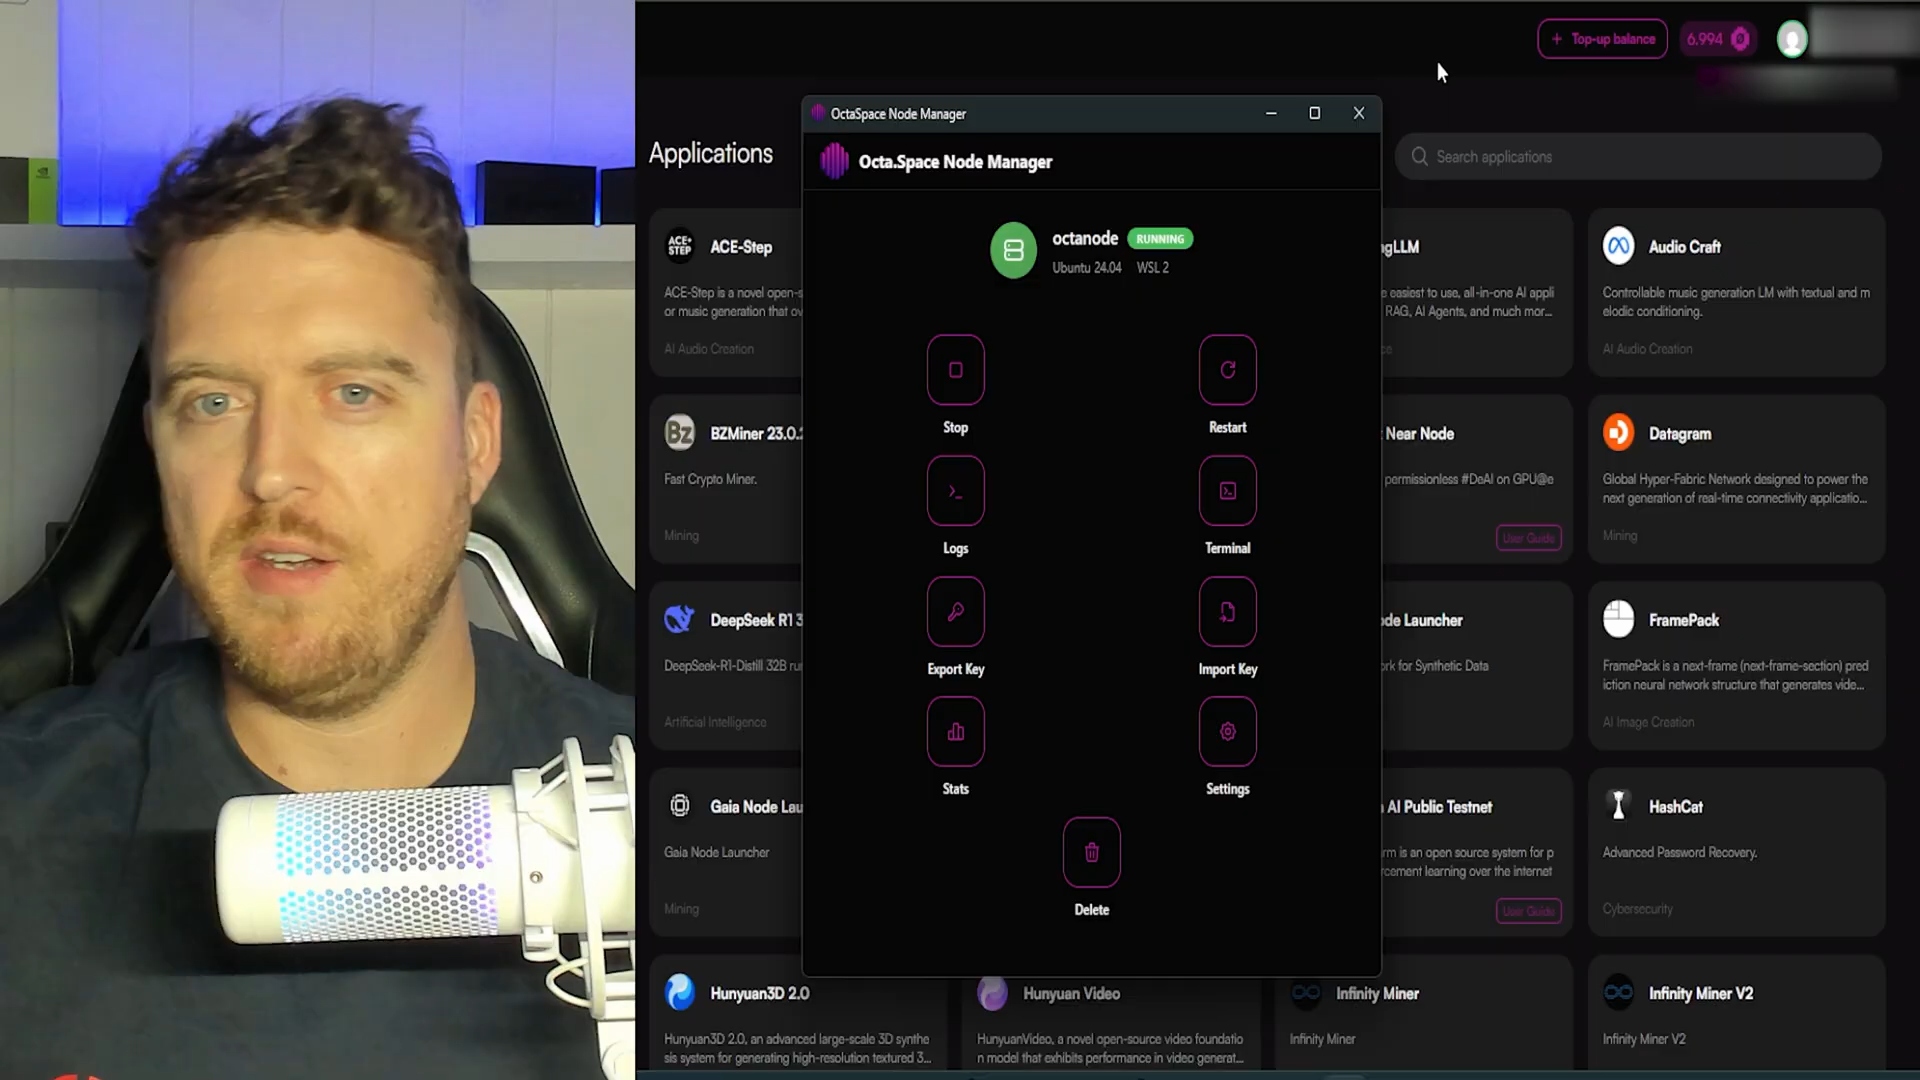 + Top-up balance
6.994
OctaSpace Node Manager
Octa.Space Node Manager
octanode
RUNNING
Ubuntu 24.04 WSL 2
Stop
Restart
Logs
Terminal
Export Key
Import Key
Stats
Settings
Delete
Applications
Search applications
ACE-Step
ACE-Step is a novel open-s
or music generation that ov
AI Audio Creation
ngLLM
e easiest to use, all-in-one AI appli
RAG, AI Agents, and much mor...
ce
Audio Craft
Controllable music generation LM with textual and m
elodic conditioning.
AI Audio Creation
Bz
BZMiner 23.0.2
Fast Crypto Miner.
Mining
t Near Node
permissionless #DeAI on GPU@e
User Guide
Datagram
Global Hyper-Fabric Network designed to power the
next generation of real-time connectivity applicatio...
Mining
DeepSeek R1 3
DeepSeek-R1-Distill 32B ru
Artificial Intelligence
de Launcher
rk for Synthetic Data
FramePack
FramePack is a next-frame (next-frame-section) pred
iction neural network structure that generates vide...
AI Image Creation
Gaia Node Lau
Gaia Node Launcher
Mining
AI Public Testnet
rm is an open source system for p
rcement learning over the internet
User Guide
HashCat
Advanced Password Recovery.
Cybersecurity
Hunyuan3D 2.0
Hunyuan3D 2.0, an advanced large-scale 3D synthe
sis system for generating high-resolution textured 3...
Hunyuan Video
HunyuanVideo, a novel open-source video foundatio
n model that exhibits performance in video generat...
Infinity Miner
Infinity Miner
Infinity Miner V2
Infinity Miner V2